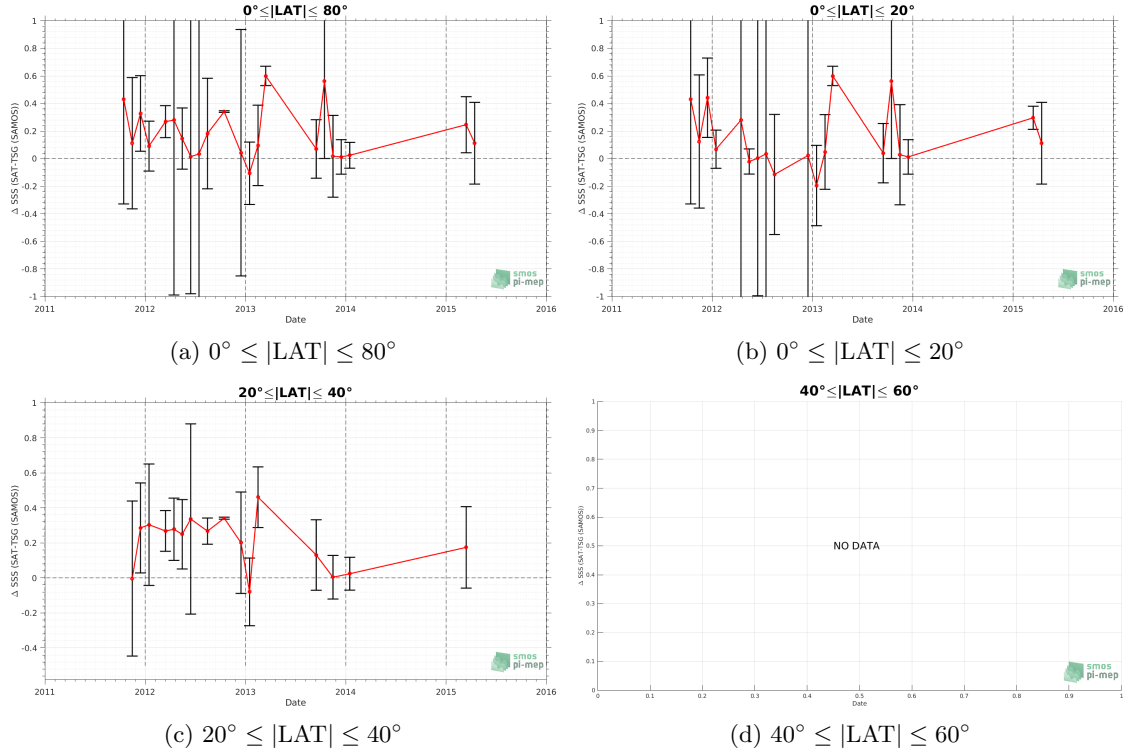 0°≤|LAT|≤ 80°
Δ SSS (SAT-TSG (SAMOS))
1
0.8
0.6
0.4
0.2
0
-0.2
-0.4
-0.6
-0.8
-1
2011 2012 2013 2014 2015 2016
Date
smos
pi-mep
(a) 0° ≤ |LAT| ≤ 80°
0°≤|LAT|≤ 20°
Δ SSS (SAT-TSG (SAMOS))
1
0.8
0.6
0.4
0.2
0
-0.2
-0.4
-0.6
-0.8
-1
2011 2012 2013 2014 2015 2016
Date
smos
pi-mep
(b) 0° ≤ |LAT| ≤ 20°
20°≤|LAT|≤ 40°
Δ SSS (SAT-TSG (SAMOS))
1
0.8
0.6
0.4
0.2
0
-0.2
-0.4
2011 2012 2013 2014 2015 2016
Date
smos
pi-mep
(c) 20° ≤ |LAT| ≤ 40°
40°≤|LAT|≤ 60°
Δ SSS (SAT-TSG (SAMOS))
1
0.9
0.8
0.7
0.6
0.5
0.4
0.3
0.2
0.1
0
NO DATA
0 0.1 0.2 0.3 0.4 0.5 0.6 0.7 0.8 0.9 1
Date
smos
pi-mep
(d) 40° ≤ |LAT| ≤ 60°